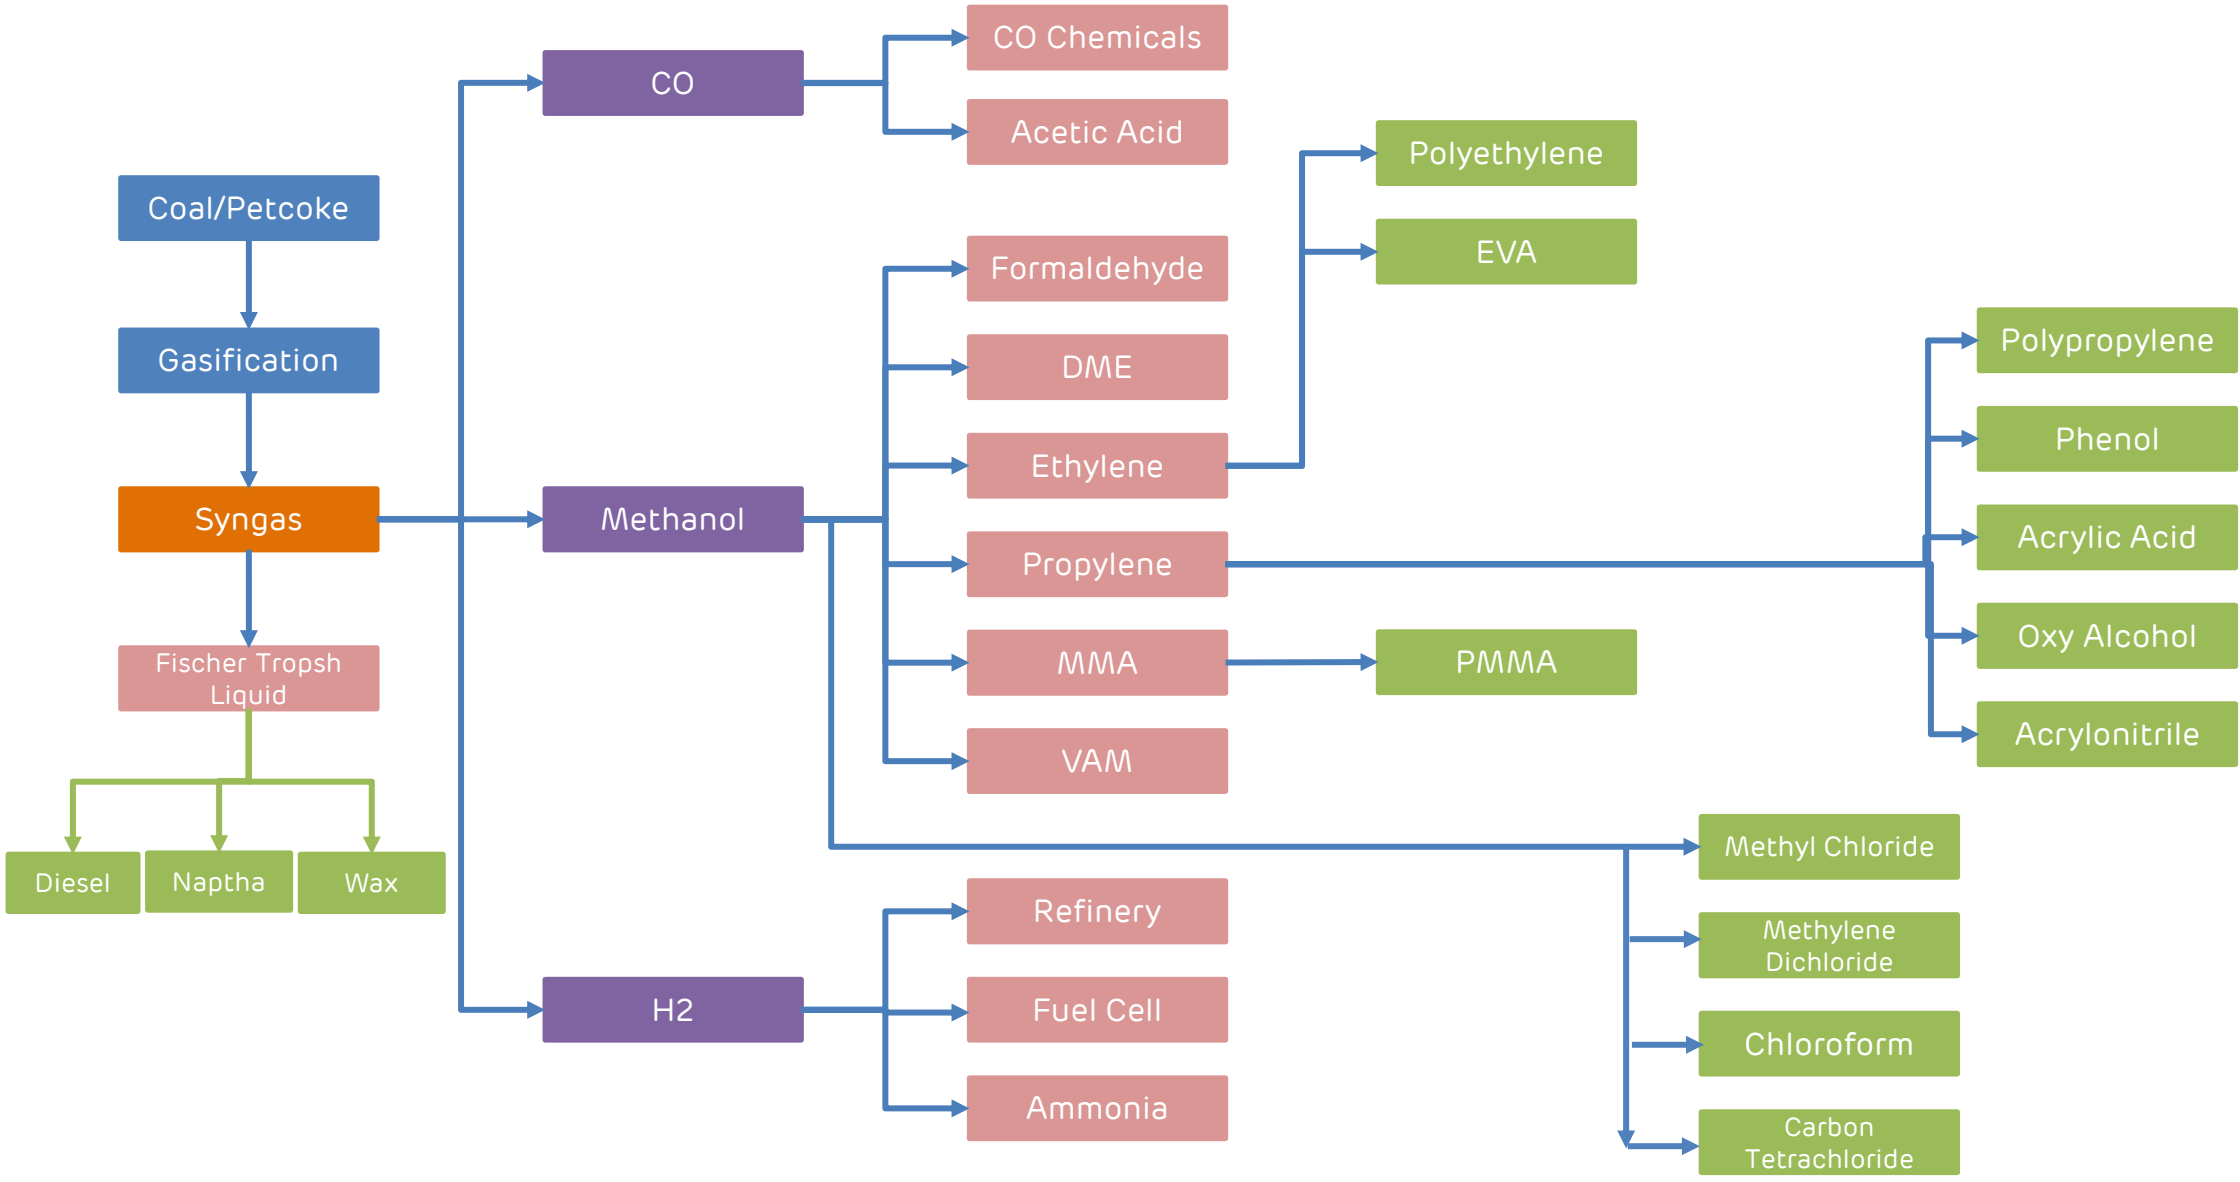 Coal/Petcoke
Gasification
Syngas
Fischer Tropsh
Liquid
Diesel
Naptha
Wax
CO
Methanol
H2
CO Chemicals
Acetic Acid
Formaldehyde
DME
Ethylene
Propylene
MMA
VAM
Refinery
Fuel Cell
Ammonia
Polyethylene
EVA
PMMA
Polypropylene
Phenol
Acrylic Acid
Oxy Alcohol
Acrylonitrile
Methyl Chloride
Methylene
Dichloride
Chloroform
Carbon
Tetrachloride